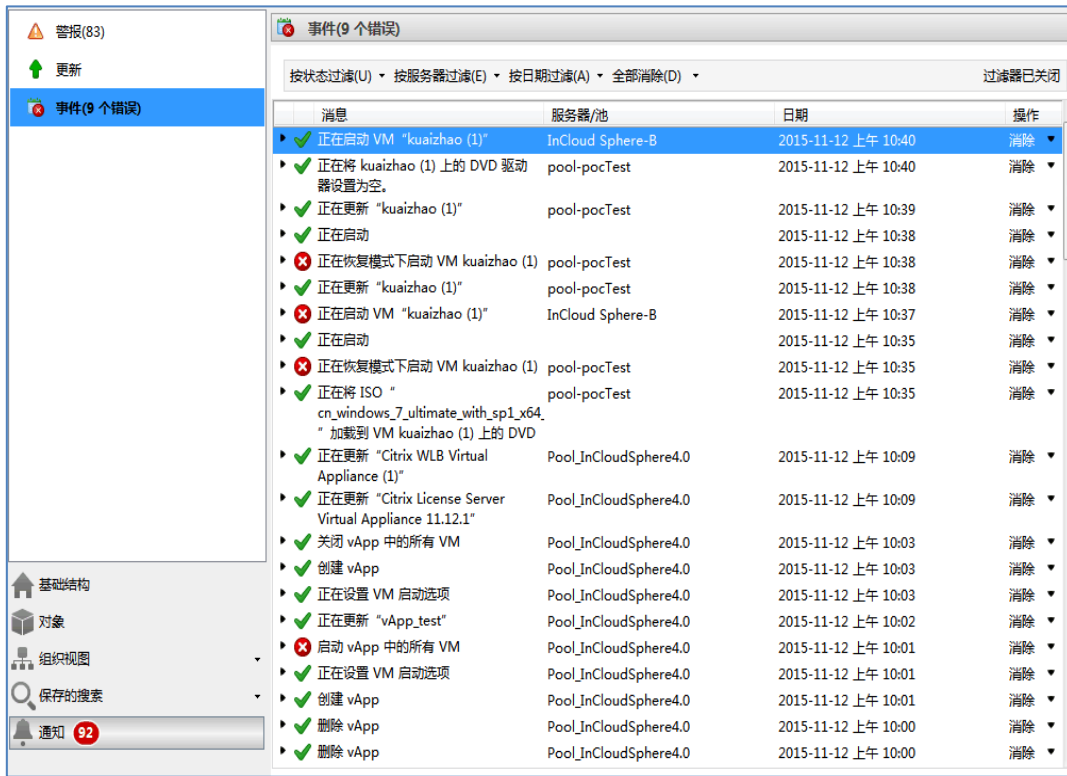 警报(83)
更新
事件(9 个错误)
基础结构
对象
组织视图
保存的搜索
通知 92
事件(9 个错误)
按状态过滤(U) 按服务器过滤(E) 按日期过滤(A) 全部消除(D) 过滤器已关闭
消息 服务器/池 日期 操作
正在启动 VM “kuaizhao (1)” InCloud Sphere-B 2015-11-12 上午 10:40 消除
正在将 kuaizhao (1) 上的 DVD 驱动 pool-pocTest 2015-11-12 上午 10:40 消除
器设置为空。
正在更新 “kuaizhao (1)” pool-pocTest 2015-11-12 上午 10:39 消除
正在启动 2015-11-12 上午 10:38 消除
正在恢复模式下启动 VM kuaizhao (1) pool-pocTest 2015-11-12 上午 10:38 消除
正在更新 “kuaizhao (1)” pool-pocTest 2015-11-12 上午 10:38 消除
正在启动 VM “kuaizhao (1)” InCloud Sphere-B 2015-11-12 上午 10:37 消除
正在启动 2015-11-12 上午 10:35 消除
正在恢复模式下启动 VM kuaizhao (1) pool-pocTest 2015-11-12 上午 10:35 消除
正在将 ISO “ pool-pocTest 2015-11-12 上午 10:35 消除
cn_windows_7_ultimate_with_sp1_x64_
” 加载到 VM kuaizhao (1) 上的 DVD
正在更新 “Citrix WLB Virtual Pool_InCloudSphere4.0 2015-11-12 上午 10:09 消除
Appliance (1)”
正在更新 “Citrix License Server Pool_InCloudSphere4.0 2015-11-12 上午 10:09 消除
Virtual Appliance 11.12.1”
关闭 vApp 中的所有 VM Pool_InCloudSphere4.0 2015-11-12 上午 10:03 消除
创建 vApp Pool_InCloudSphere4.0 2015-11-12 上午 10:03 消除
正在设置 VM 启动选项 Pool_InCloudSphere4.0 2015-11-12 上午 10:03 消除
正在更新 “vApp_test” Pool_InCloudSphere4.0 2015-11-12 上午 10:02 消除
启动 vApp 中的所有 VM Pool_InCloudSphere4.0 2015-11-12 上午 10:01 消除
正在设置 VM 启动选项 Pool_InCloudSphere4.0 2015-11-12 上午 10:01 消除
创建 vApp Pool_InCloudSphere4.0 2015-11-12 上午 10:01 消除
删除 vApp Pool_InCloudSphere4.0 2015-11-12 上午 10:00 消除
删除 vApp Pool_InCloudSphere4.0 2015-11-12 上午 10:00 消除